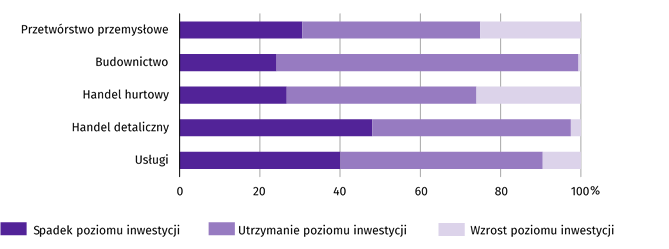 Przetwórstwo przemysłowe
Budownictwo
Handel hurtowy
Handel detaliczny
Usługi
0 20 40 60 80 100%
Spadek poziomu inwestycji Utrzymanie poziomu inwestycji Wzrost poziomu inwestycji